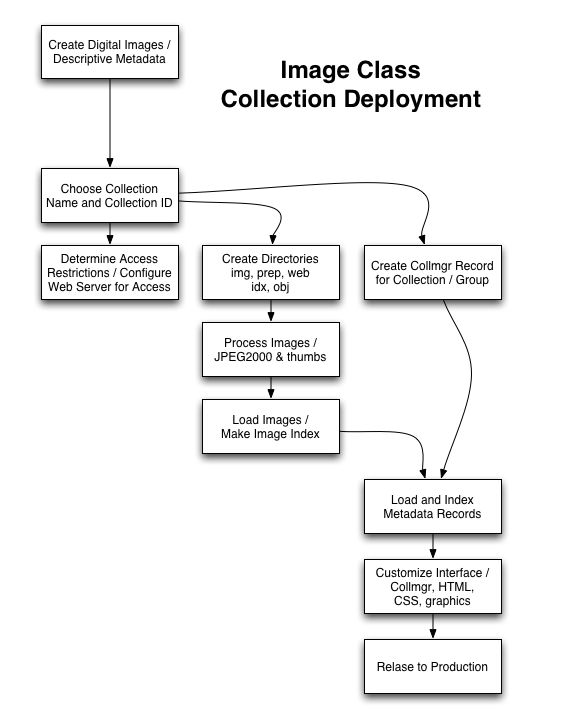 Create Digital Images /
Descriptive Metadata
Image Class
Collection Deployment
Choose Collection
Name and Collection ID
Determine Access
Restrictions / Configure
Web Server for Access
Create Directories
img, prep, web
idx, obj
Create Collmgr Record
for Collection / Group
Process Images /
JPEG2000 & thumbs
Load Images /
Make Image Index
Load and Index
Metadata Records
Customize Interface /
Collmgr, HTML,
CSS, graphics
Relase to Production